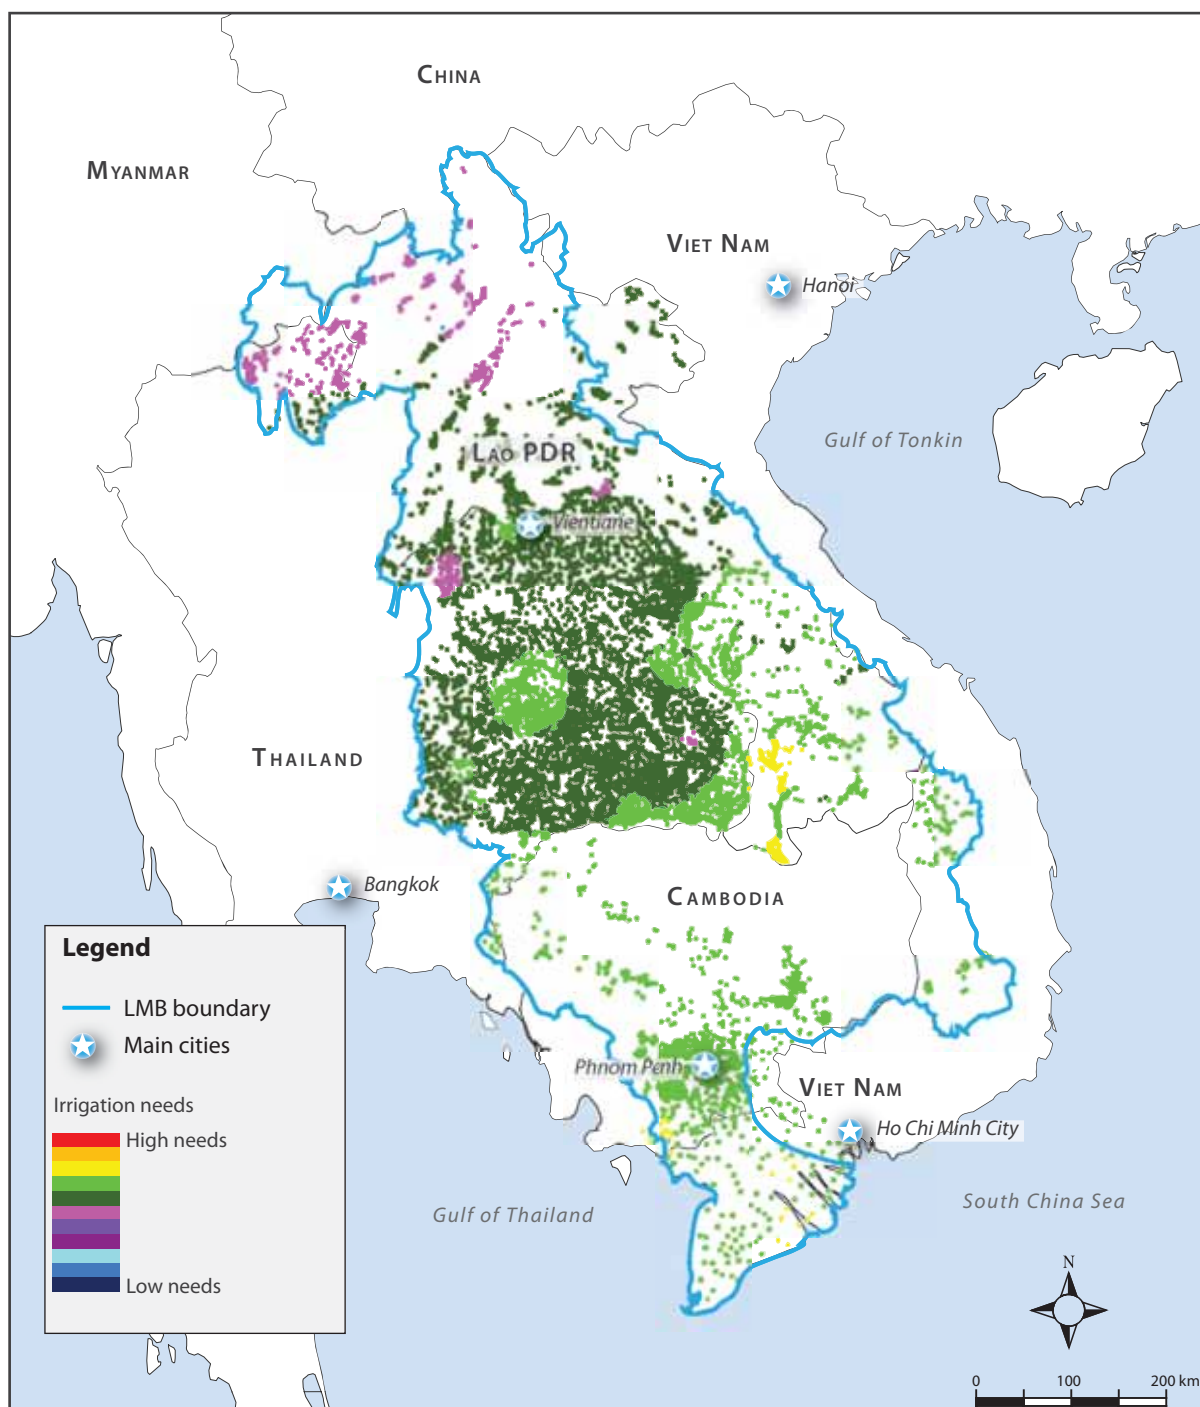 CHINA
MYANMAR
VIET NAM
Hanoi
Gulf of Tonkin
LAO PDR
Vientiane
THAILAND
Bangkok
CAMBODIA
Legend
LMB boundary
Main cities
Irrigation needs
High needs
Low needs
Phnom Penh
VIET NAM
Ho Chi Minh City
Gulf of Thailand
South China Sea
N
0 100 200 km